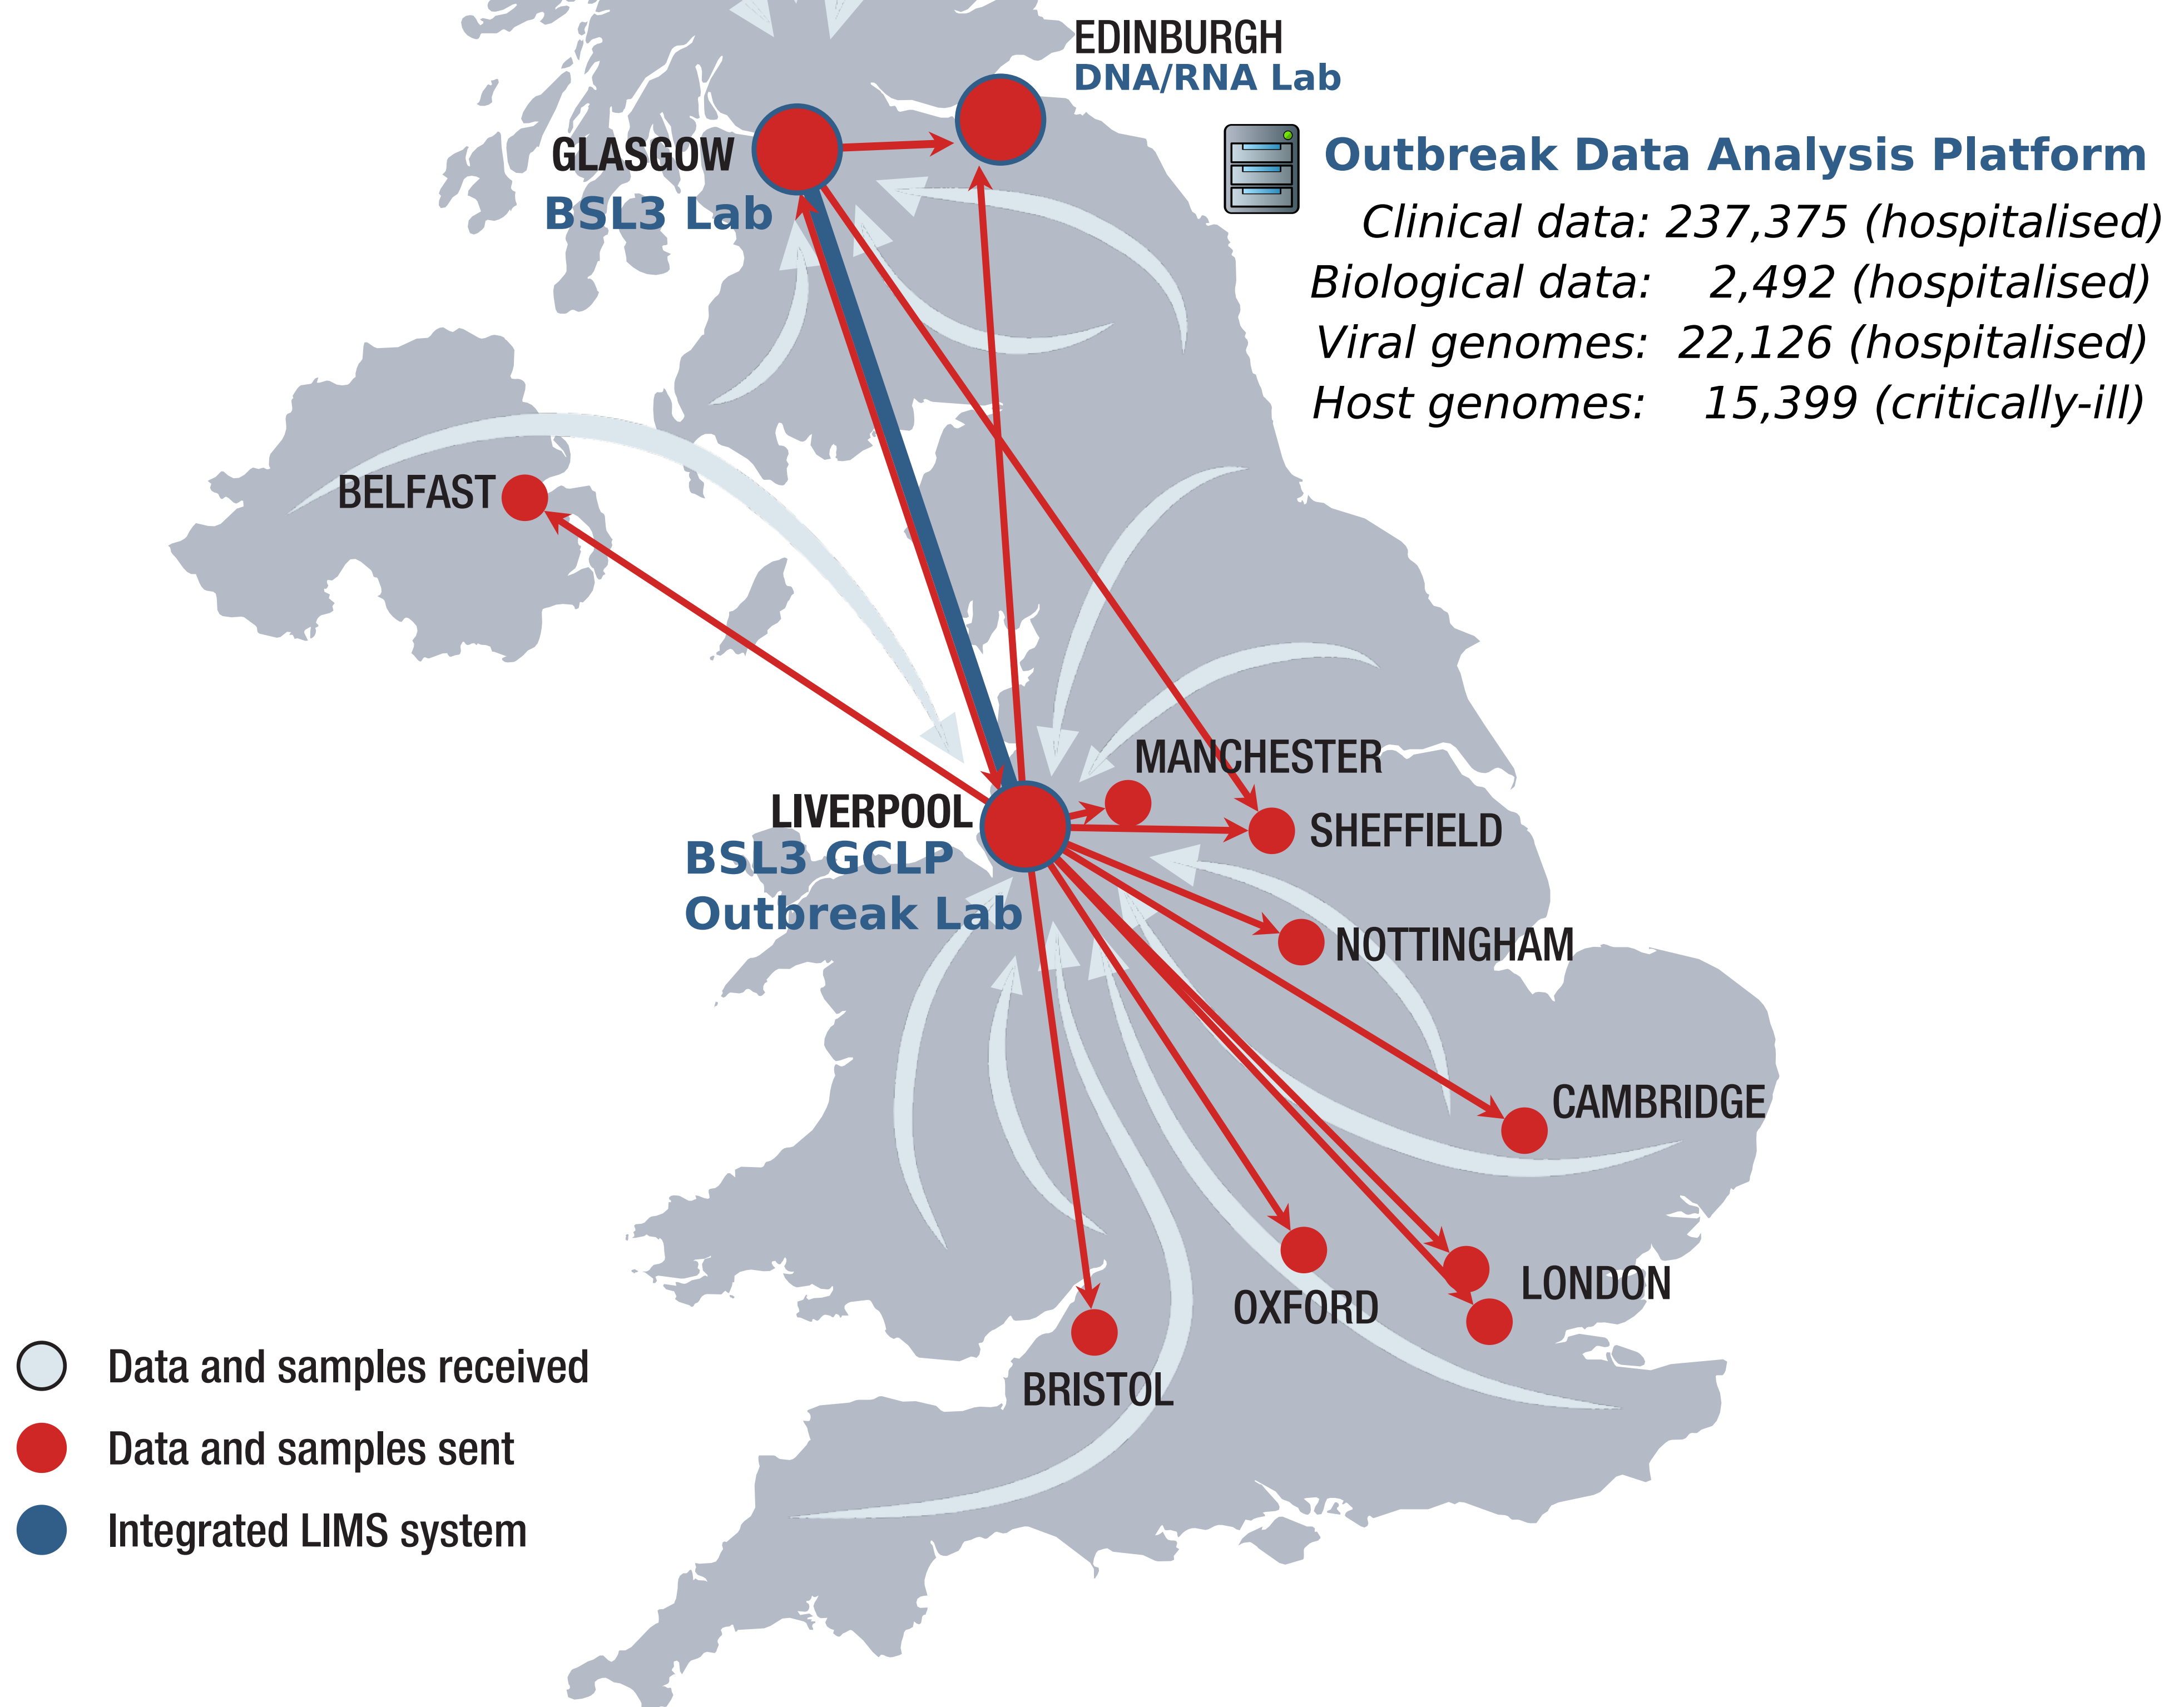 EDINBURGH
DNA/RNA Lab
GLASGOW
BSL3 Lab
Outbreak Data Analysis Platform
Clinical data: 237,375 (hospitalised)
Biological data: 2,492 (hospitalised)
Viral genomes: 22,126 (hospitalised)
Host genomes: 15,399 (critically-ill)
BELFAST
MANCHESTER
LIVERPOOL
BSL3 GCLP
Outbreak Lab
SHEFFIELD
NOTTINGHAM
CAMBRIDGE
LONDON
OXFORD
BRISTOL
Data and samples received
Data and samples sent
Integrated LIMS system